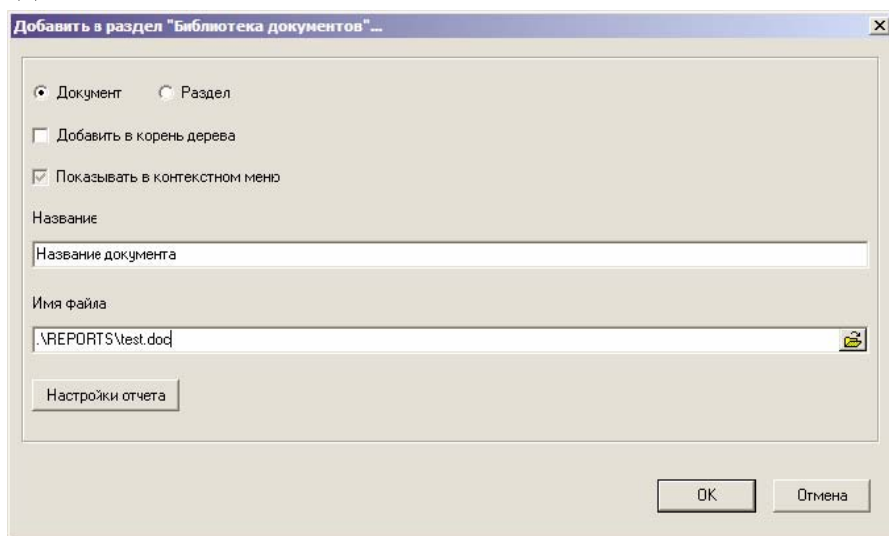 Добавить в раздел "Библиотека документов"...
Документ Раздел
Добавить в корень дерева
Показывать в контекстном меню
Название
Название документа
Имя файла
.\REPORTS\test.doc
Настройки отчета
OK Отмена